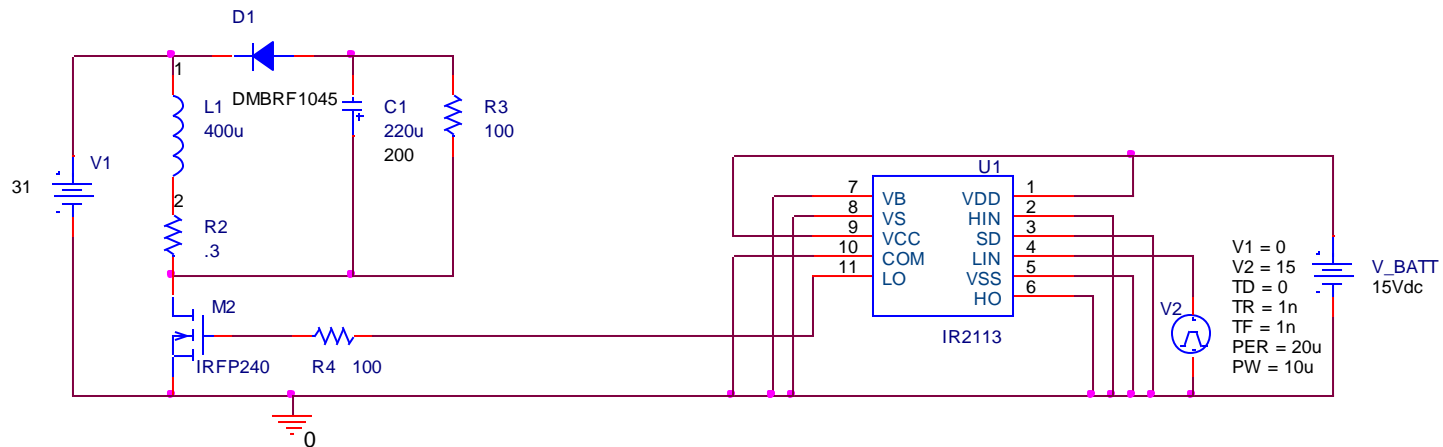 D1
DMBRF1045
1
L1
400u
2
R2
.3
C1
220u
200
R3
100
V1
31
M2
IRFP240
R4 100
0
U1
7 VB VDD 1
8 VS HIN 2
9 VCC SD 3
10 COM LIN 4
11 LO VSS 5
HO 6
IR2113
V2
V1 = 0
V2 = 15
TD = 0
TR = 1n
TF = 1n
PER = 20u
PW = 10u
V_BATT
15Vdc